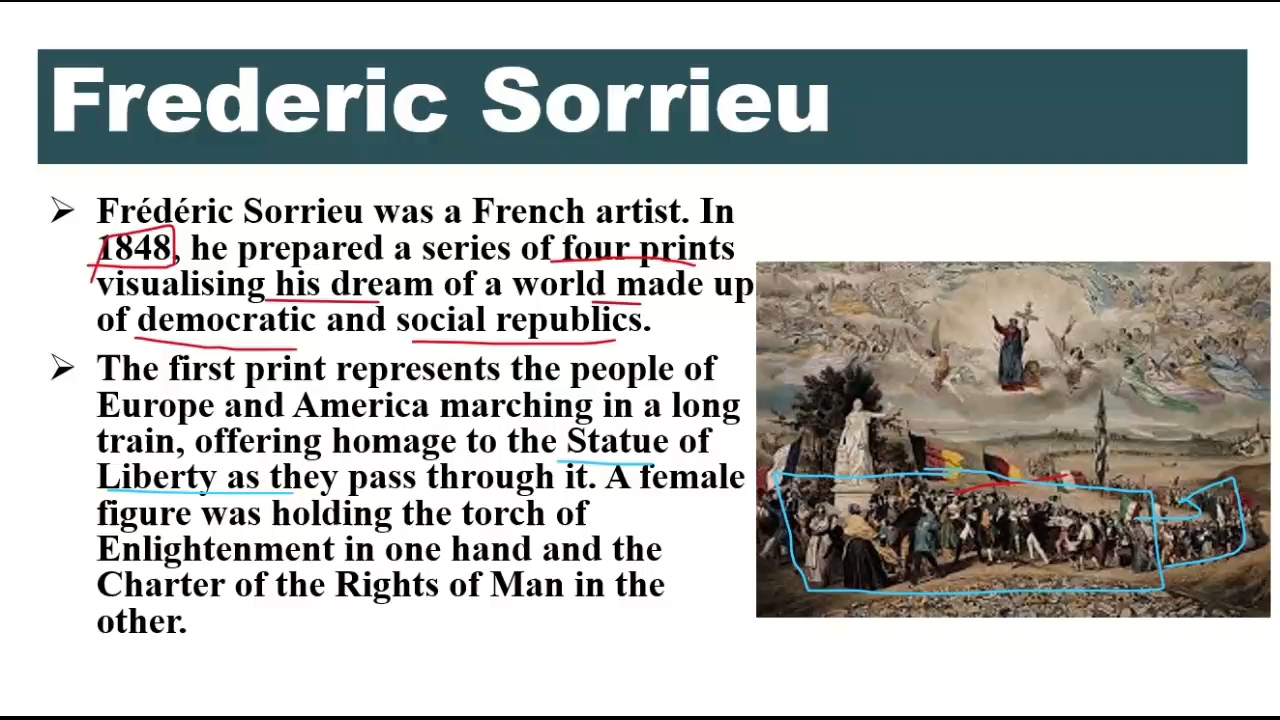 Frederic Sorrieu
➢ Frédéric Sorrieu was a French artist. In
1848, he prepared a series of four prints
visualising his dream of a world made up
of democratic and social republics.
➢ The first print represents the people of
Europe and America marching in a long
train, offering homage to the Statue of
Liberty as they pass through it. A female
figure was holding the torch of
Enlightenment in one hand and the
Charter of the Rights of Man in the
other.